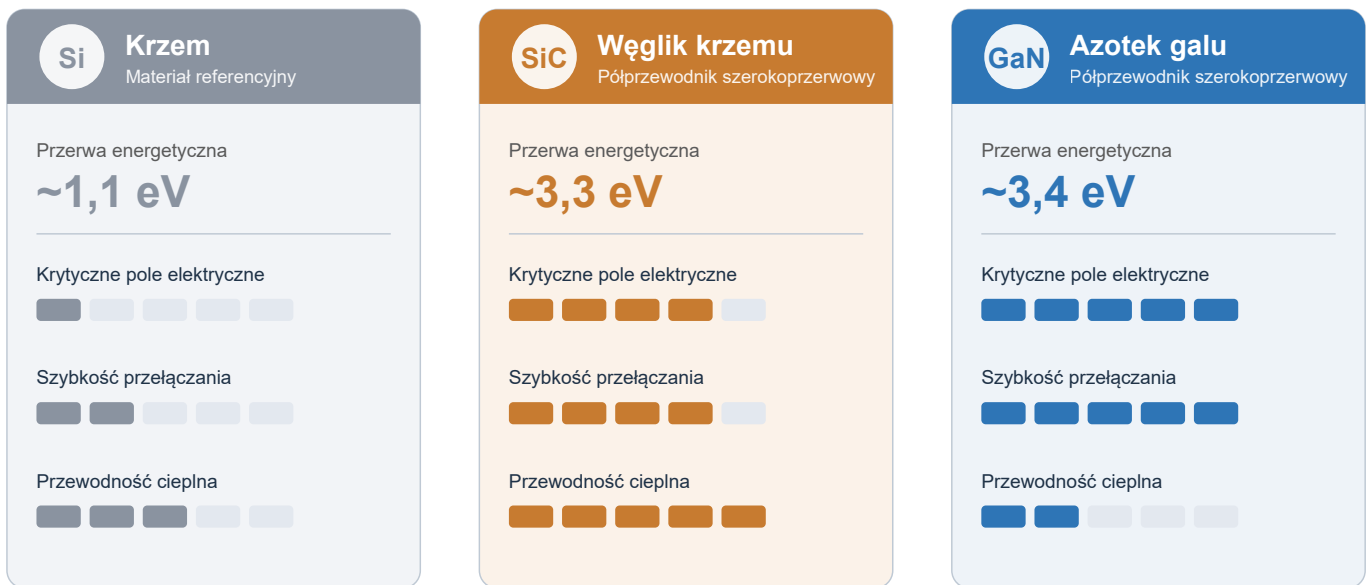 Si
Krzem
Materiał referencyjny
Przerwa energetyczna
~1,1 eV
Krytyczne pole elektryczne
Szybkość przełączania
Przewodność cieplna
SiC
Węglik krzemu
Półprzewodnik szerokoprzerwowy
Przerwa energetyczna
~3,3 eV
Krytyczne pole elektryczne
Szybkość przełączania
Przewodność cieplna
GaN
Azotek galu
Półprzewodnik szerokoprzerwowy
Przerwa energetyczna
~3,4 eV
Krytyczne pole elektryczne
Szybkość przełączania
Przewodność cieplna